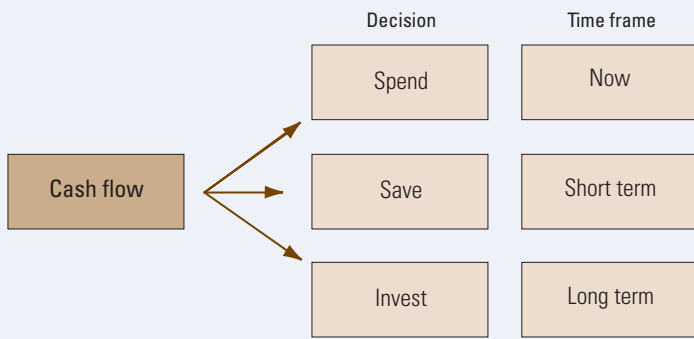 Decision
Time frame
Spend
Now
Cash flow
Save
Short term
Invest
Long term